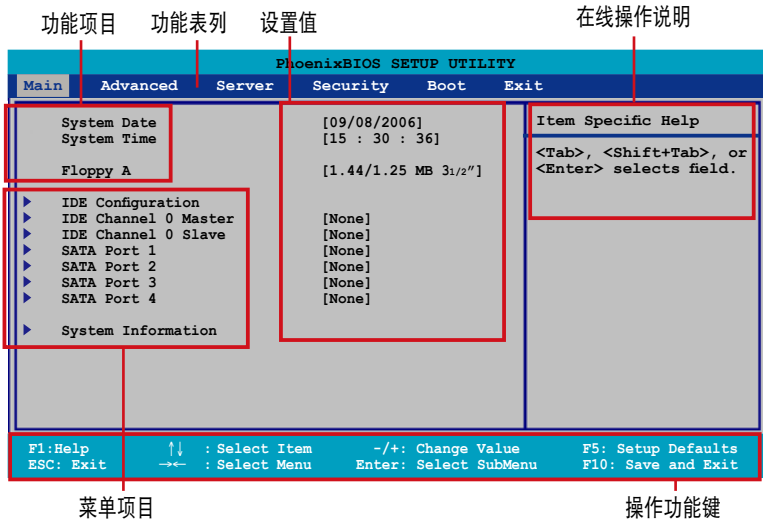 功能项目 功能表列 设置值 在线操作说明
PhoenixBIOS SETUP UTILITY
Main Advanced Server Security Boot Exit
System Date [09/08/2006]
System Time [15 : 30 : 36]
Floppy A [1.44/1.25 MB 31/2″]
IDE Configuration
IDE Channel 0 Master [None]
IDE Channel 0 Slave [None]
SATA Port 1 [None]
SATA Port 2 [None]
SATA Port 3 [None]
SATA Port 4 [None]
System Information
Item Specific Help
<Tab>, <Shift+Tab>, or
<Enter> selects field.
F1:Help ↑↓ : Select Item -/+: Change Value F5: Setup Defaults
ESC: Exit →← : Select Menu Enter: Select SubMenu F10: Save and Exit
菜单项目 操作功能键